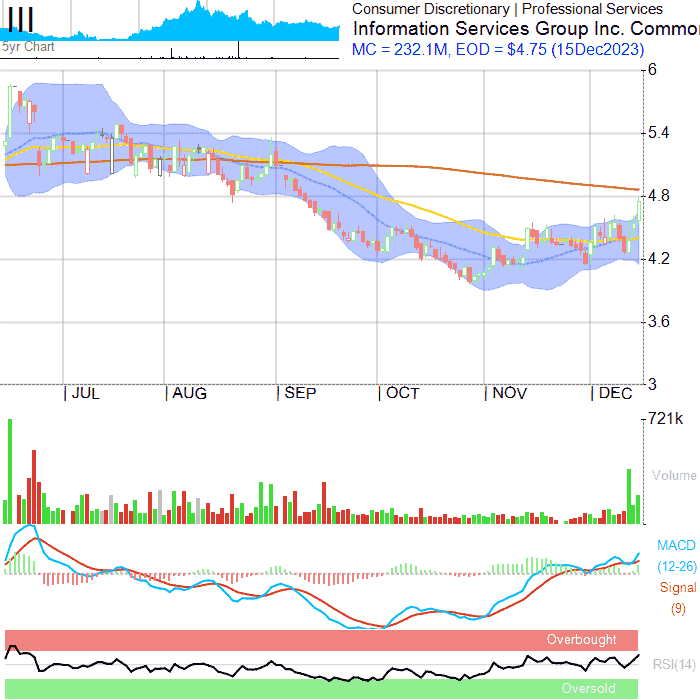 III
5yr Chart
Consumer Discretionary | Professional Services
Information Services Group Inc. Commo
MC = 232.1M, EOD = $4.75 (15Dec2023)
6
5.4
4.8
4.2
3.6
3
JUL
AUG
SEP
OCT
NOV
DEC
721k
Volume
MACD
(12-26)
Signal
(9)
Overbought
RSI(14)
Oversold